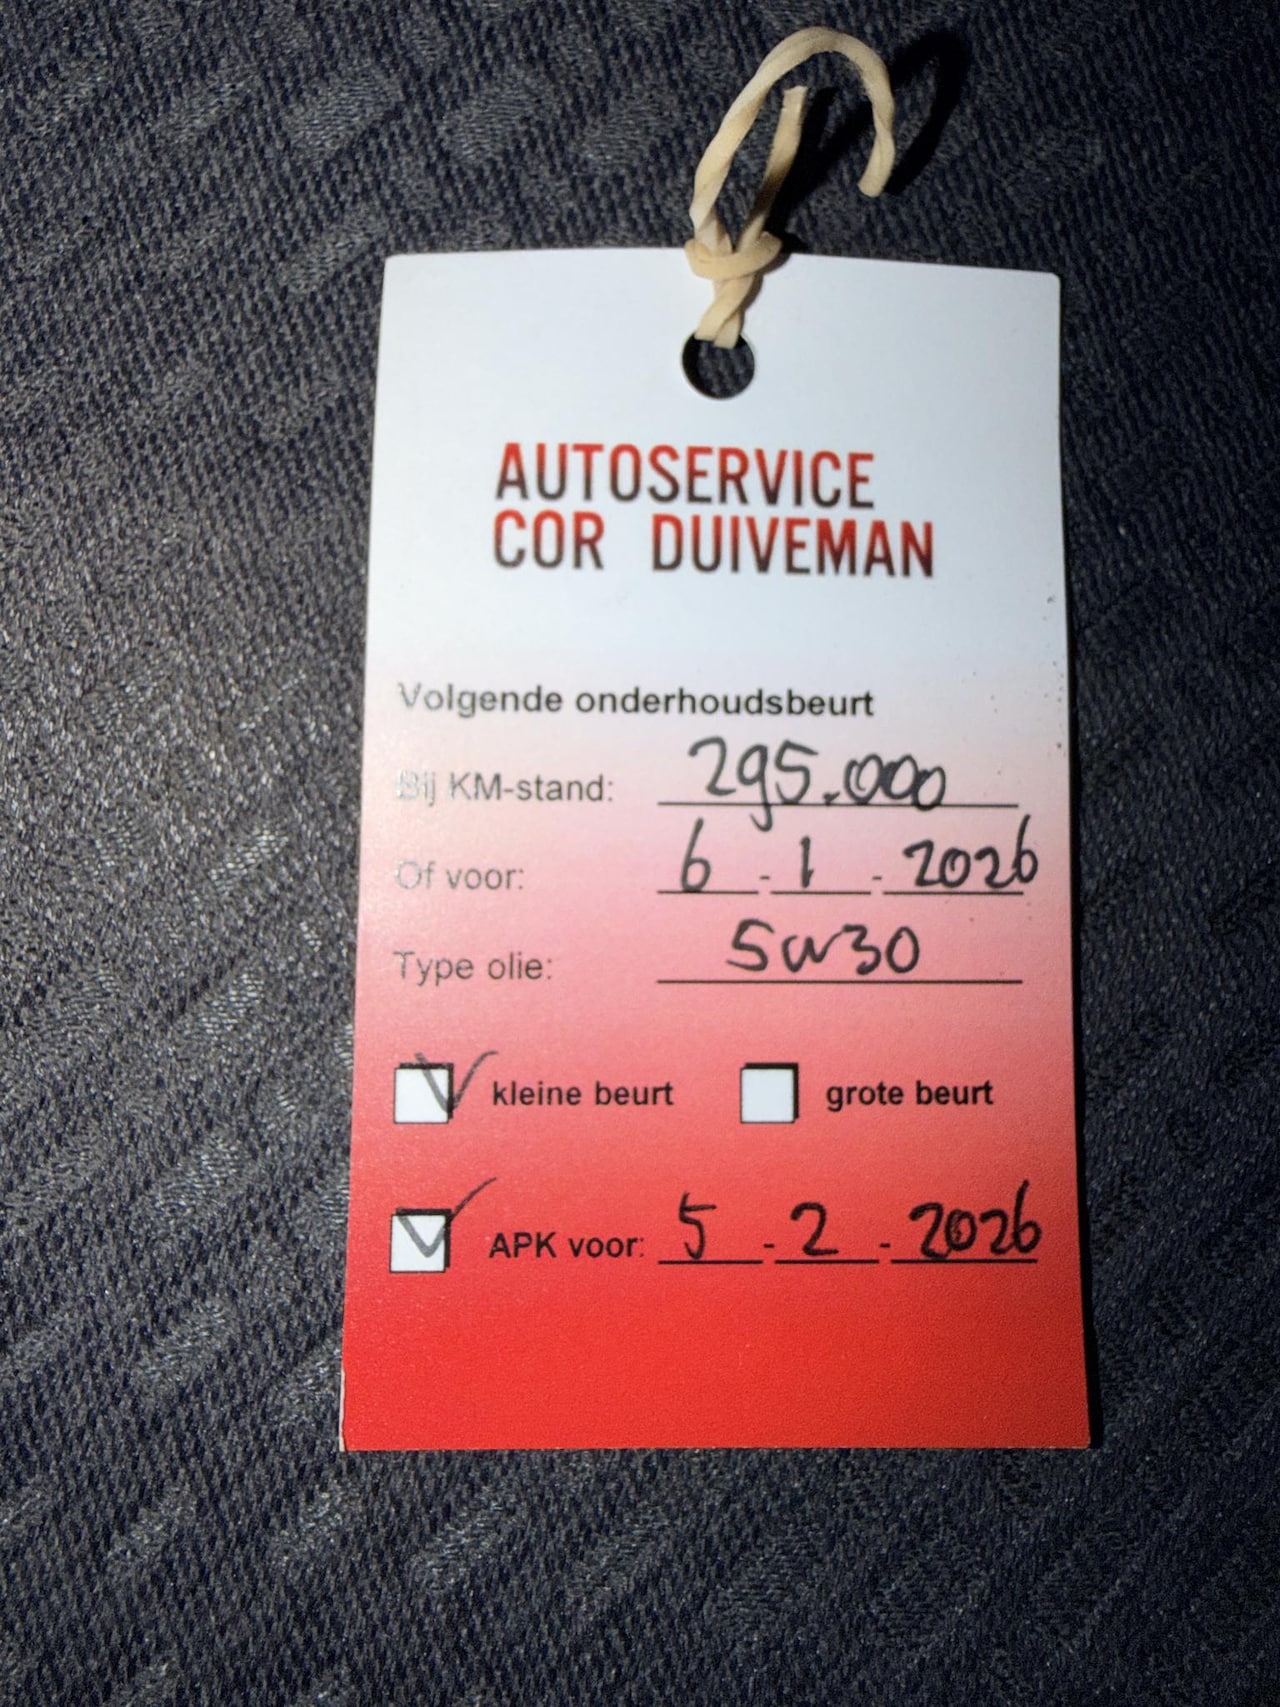 AUTOSERVICE
COR DUIVEMAN
Volgende onderhoudsbeurt
Bij KM-stand: 295.000
Of voor: 6 - 1 - 2026
Type olie: 5w30
kleine beurt grote beurt
APK voor: 5 - 2 - 2026